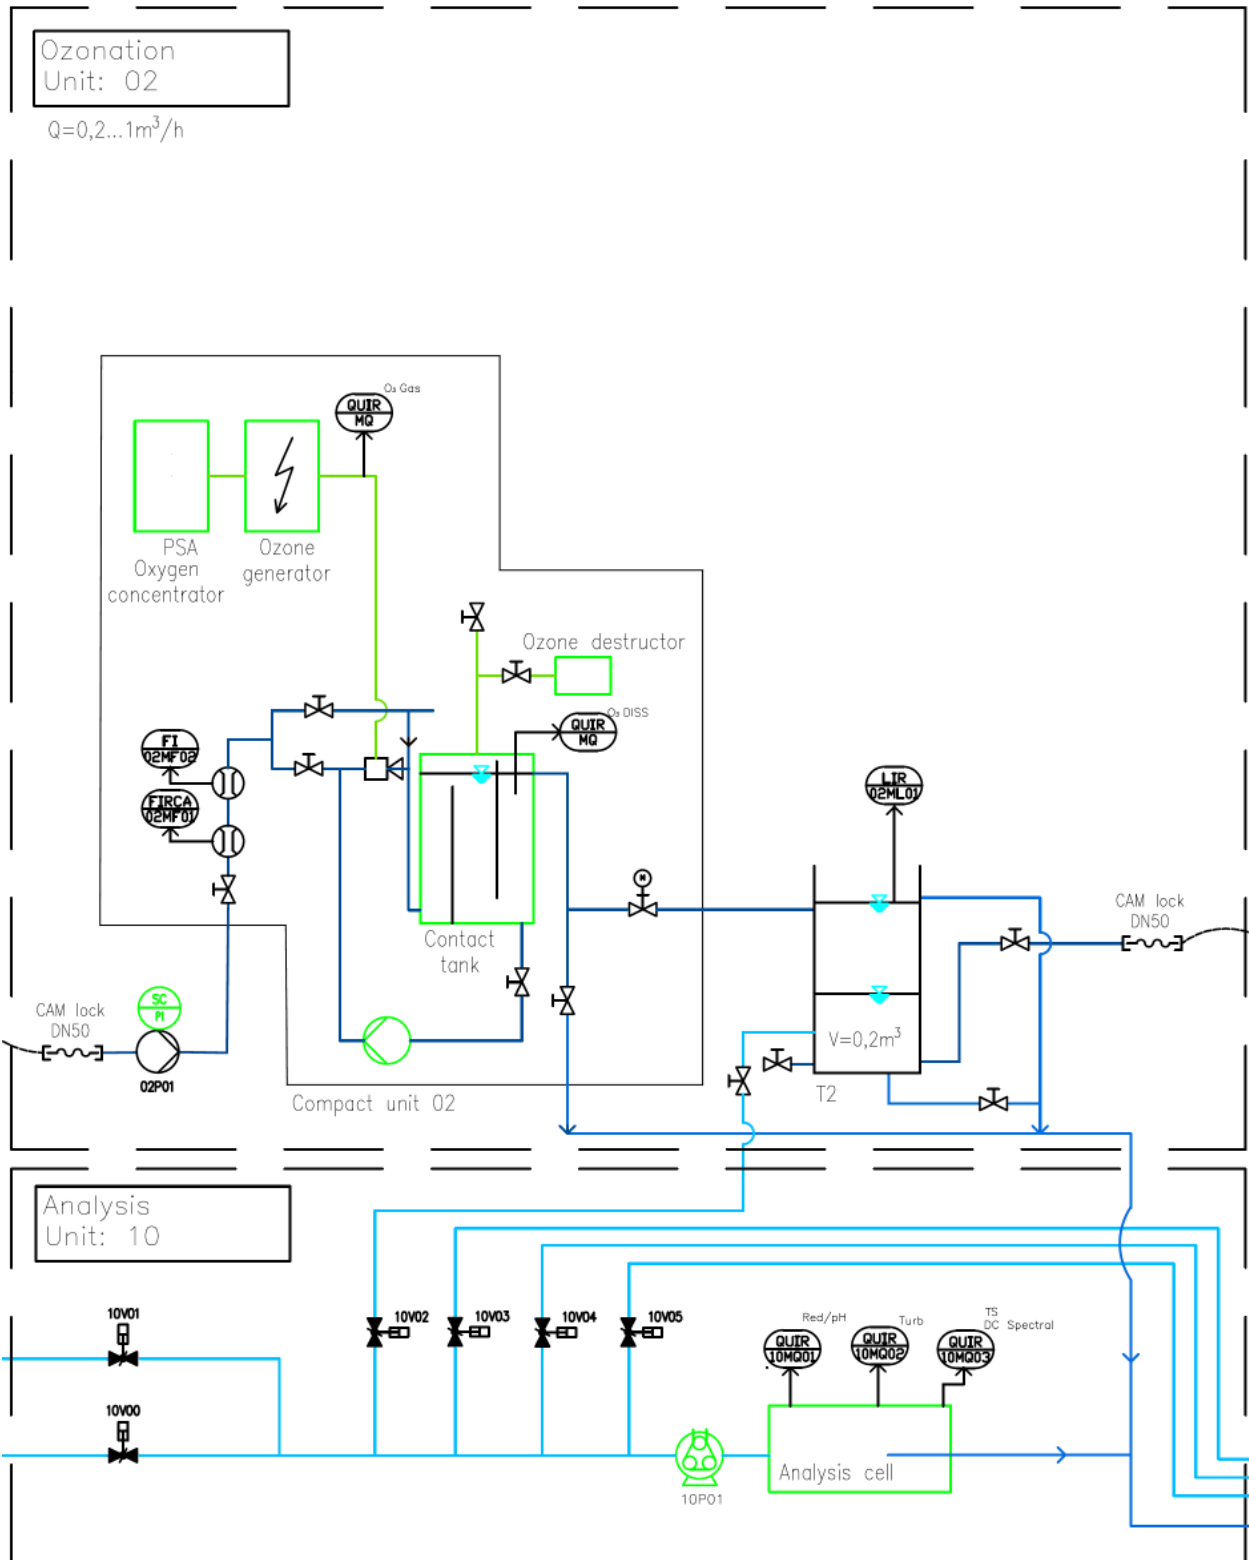 Ozonation
Unit: 02
Q=0,2...1m³/h
O₃ Gas
QUIR
MQ
PSA
Oxygen
concentrator
Ozone
generator
Ozone destructor
O₃ DISS
QUIR
MQ
FI
02MF02
FIRCA
02MF01
LIR
02ML01
CAM lock
DN50
Contact
tank
M
SC
PI
CAM lock
DN50
02P01
V=0,2m³
T2
Compact unit 02
Analysis
Unit: 10
10V01
10V02
10V03
10V04
10V05
Red/pH
QUIR
10MQ01
Turb
QUIR
10MQ02
TS
DC Spectral
QUIR
10MQ03
10V00
Analysis cell
10P01